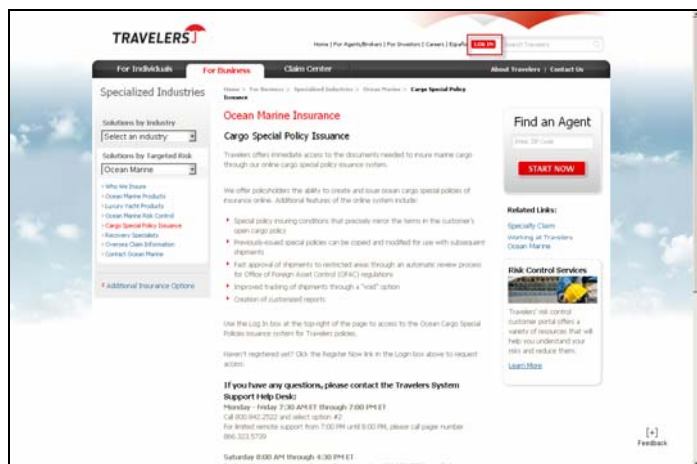 TRAVELERS
Home | For Agents/Brokers | For Investors | Careers | Español
LOG IN
Search Travelers
For Individuals
For Business
Claim Center
About Travelers | Contact Us
Specialized Industries
Solutions by Industry
Select an industry:
Solutions by Targeted Risk
Ocean Marine
Who We Insure
Ocean Marine Products
Luxury Yacht Products
Ocean Marine Risk Control
Cargo Special Policy Issuance
Recovery Specialists
Oversea Claim Information
Contact Ocean Marine
Additional Insurance Options
Home > For Business > Specialized Industries > Ocean Marine > Cargo Special Policy
Issuance
Ocean Marine Insurance
Cargo Special Policy Issuance
Travelers offers immediate access to the documents needed to insure marine cargo
through our online cargo special policy issuance system.
We offer policyholders the ability to create and issue ocean cargo special policies of
insurance online. Additional features of the online system include:
Special policy insuring conditions that precisely mirror the terms in the customer's
open cargo policy
Previously-issued special policies can be copied and modified for use with subsequent
shipments
Fast approval of shipments to restricted areas through an automatic review process
for Office of Foreign Asset Control (OFAC) regulations
Improved tracking of shipments through a "void" option
Creation of customized reports
Use the Log In box at the top-right of the page to access to the Ocean Cargo Special
Policies issuance system for Travelers policies.
Haven't registered yet? Click the Register Now link in the Login box above to request
access.
If you have any questions, please contact the Travelers System
Support Help Desk:
Monday - Friday 7:30 AM ET through 7:00 PM ET
Call 800.842.2522 and select option #2
For limited remote support from 7:00 PM until 8:00 PM, please call pager number
866.323.5739
Saturday 8:00 AM through 4:30 PM ET
Find an Agent
Enter ZIP Code
START NOW
Related Links:
Specialty Claim
Working at Travelers
Ocean Marine
Risk Control Services
Travelers' risk control
customer portal offers a
variety of resources that will
help you understand your
risks and reduce them.
Learn More
[+]
Feedback